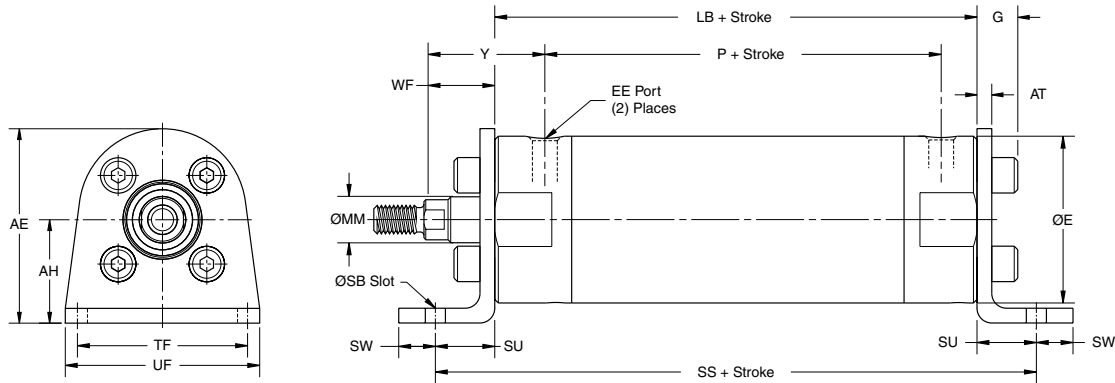 LB + Stroke
G
Y
P + Stroke
WF
EE Port
(2) Places
AT
AE
AH
ØMM
ØE
ØSB Slot
TF
UF
SW
SU
SU
SW
SS + Stroke